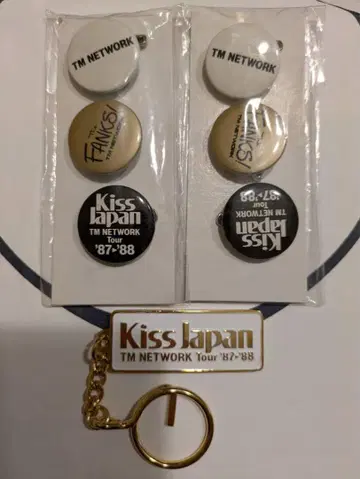 TM NETWORK
FANKS!
Kiss
Japan
TM NETWORK
Tour
'87▸'88
TM NETWORK
FANKS!
Kiss
Japan
TM NETWORK
Tour
'87▸'88
Kiss Japan
TM NETWORK Tour '87▸'88